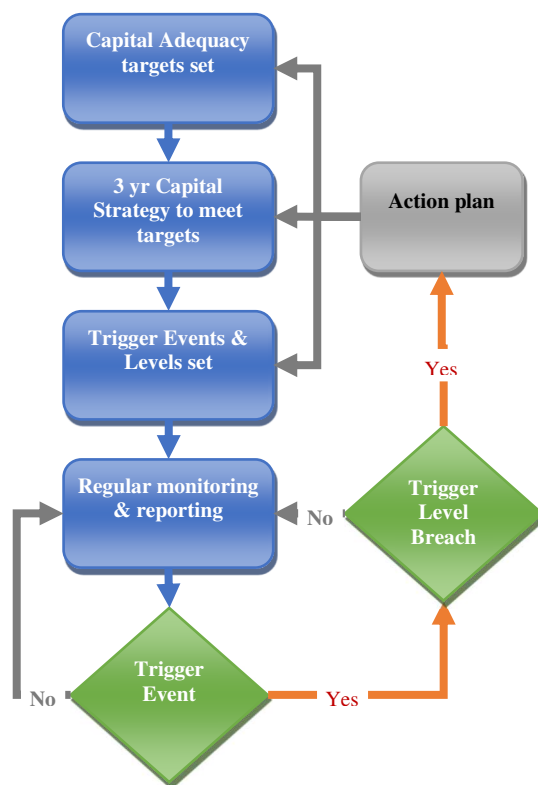 Capital Adequacy
targets set
3 yr Capital
Strategy to meet
targets
Action plan
Trigger Events &
Levels set
Yes
Regular monitoring
& reporting
No
Trigger
Level
Breach
Trigger
Event
No
Yes